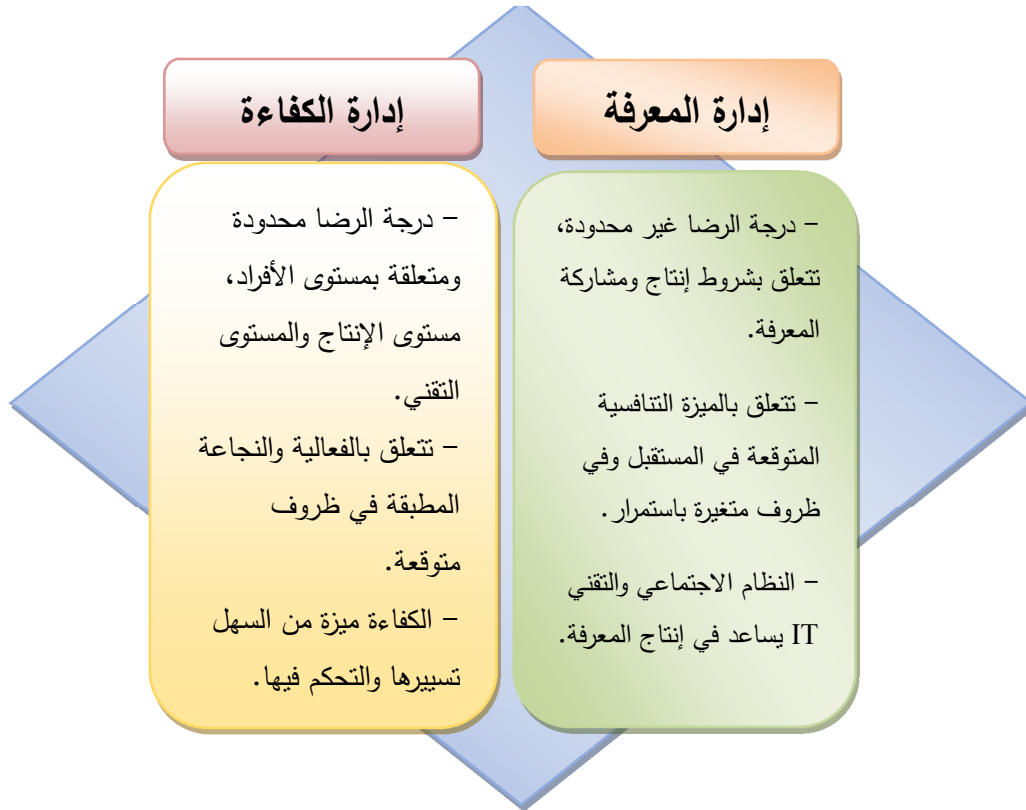 إدارة المعرفة
- درجة الرضا غير محدودة،
تتعلق بشروط إنتاج ومشاركة
المعرفة.
- تتعلق بالميزة التنافسية
المتوقعة في المستقبل وفي
ظروف متغيرة باستمرار.
- النظام الاجتماعي والتقني
IT يساعد في إنتاج المعرفة.
إدارة الكفاءة
- درجة الرضا محدودة
ومتعلقة بمستوى الأفراد،
مستوى الإنتاج والمستوى
التقني.
- تتعلق بالفعالية والنجاعة
المطبقة في ظروف
متوقعة.
- الكفاءة ميزة من السهل
تسييرها والتحكم فيها.